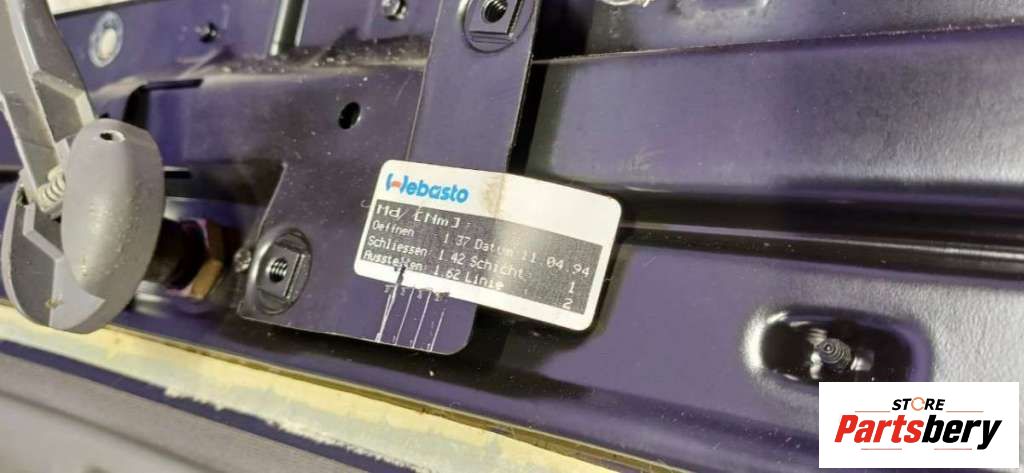 Webasto
Md/[Nm]
Oeffnen 1.37 Datum 11.04.94
Schliessen 1.42 Schicht 1
Ausstellen 1.62 Linie 2
STORE
Partsbery